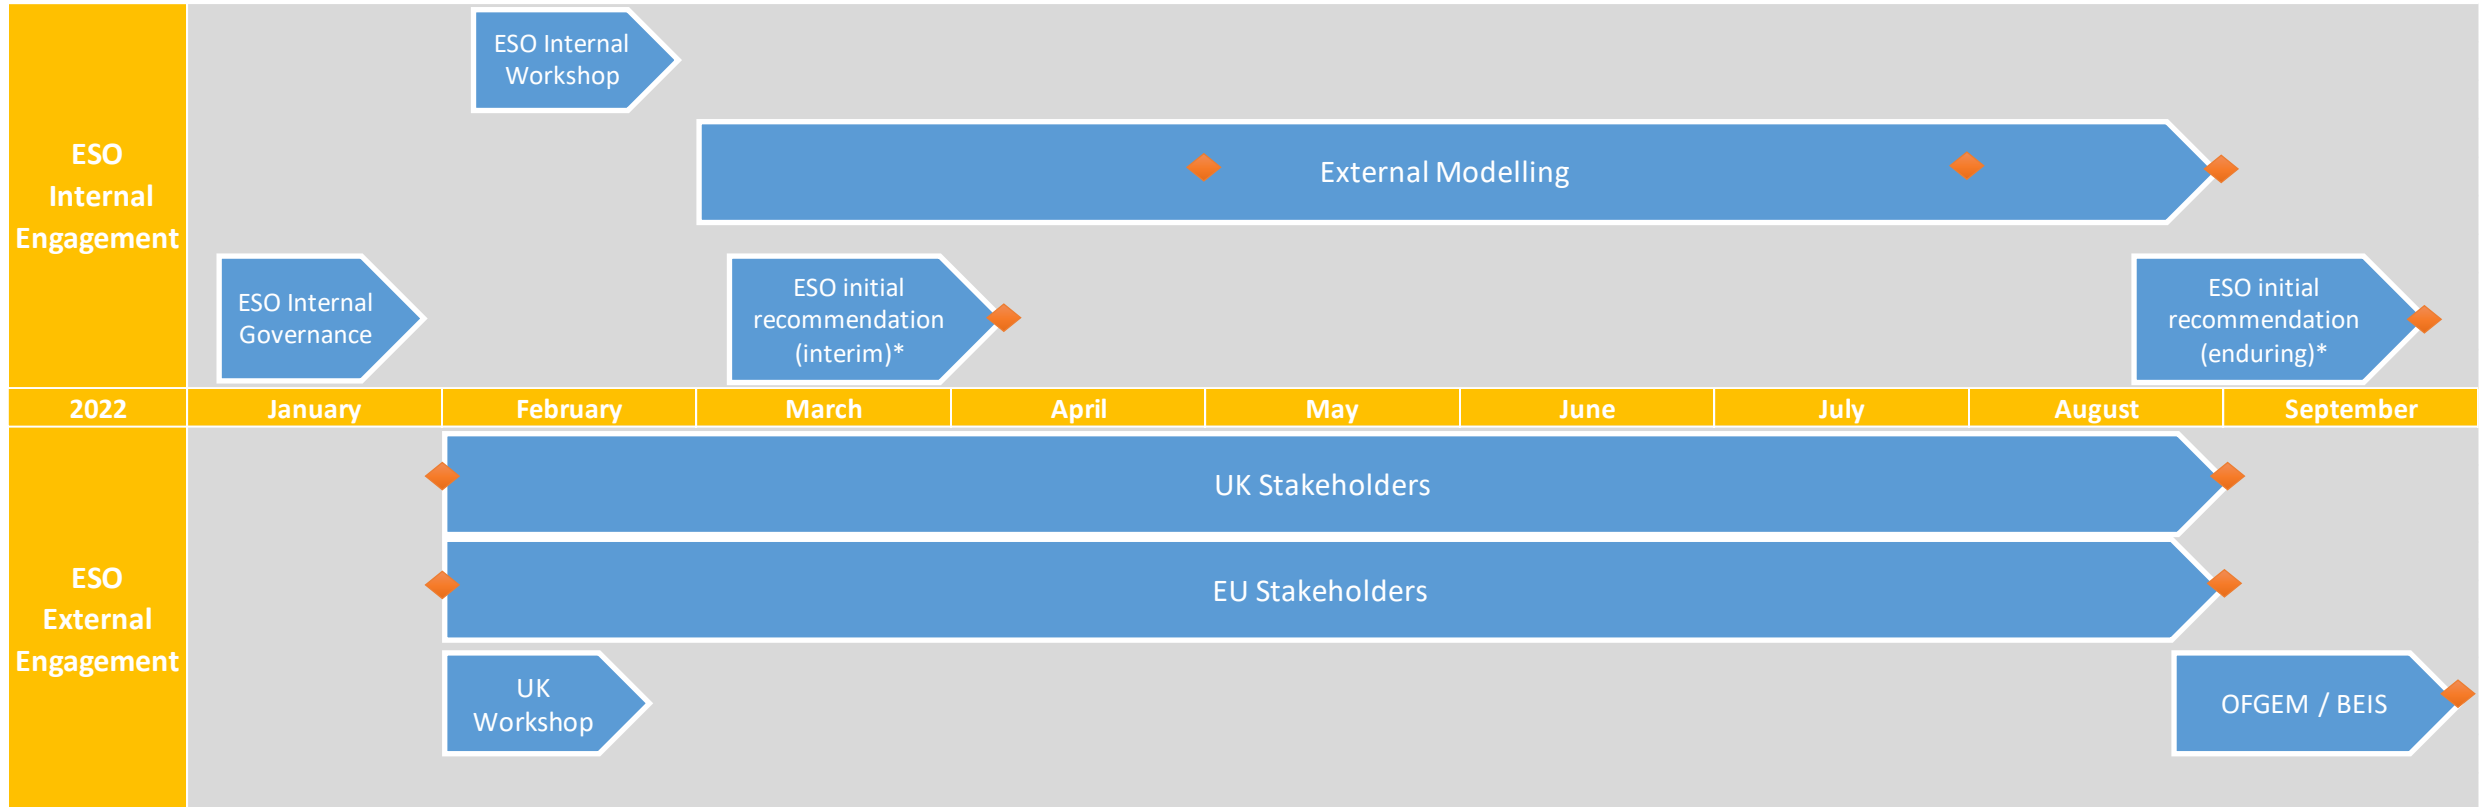 ESO
Internal
Engagement
ESO Internal
Workshop
External Modelling
ESO Internal
Governance
ESO initial
recommendation
(interim)*
ESO initial
recommendation
(enduring)*
2022
January
February
March
April
May
June
July
August
September
ESO
External
Engagement
UK Stakeholders
EU Stakeholders
UK
Workshop
OFGEM / BEIS